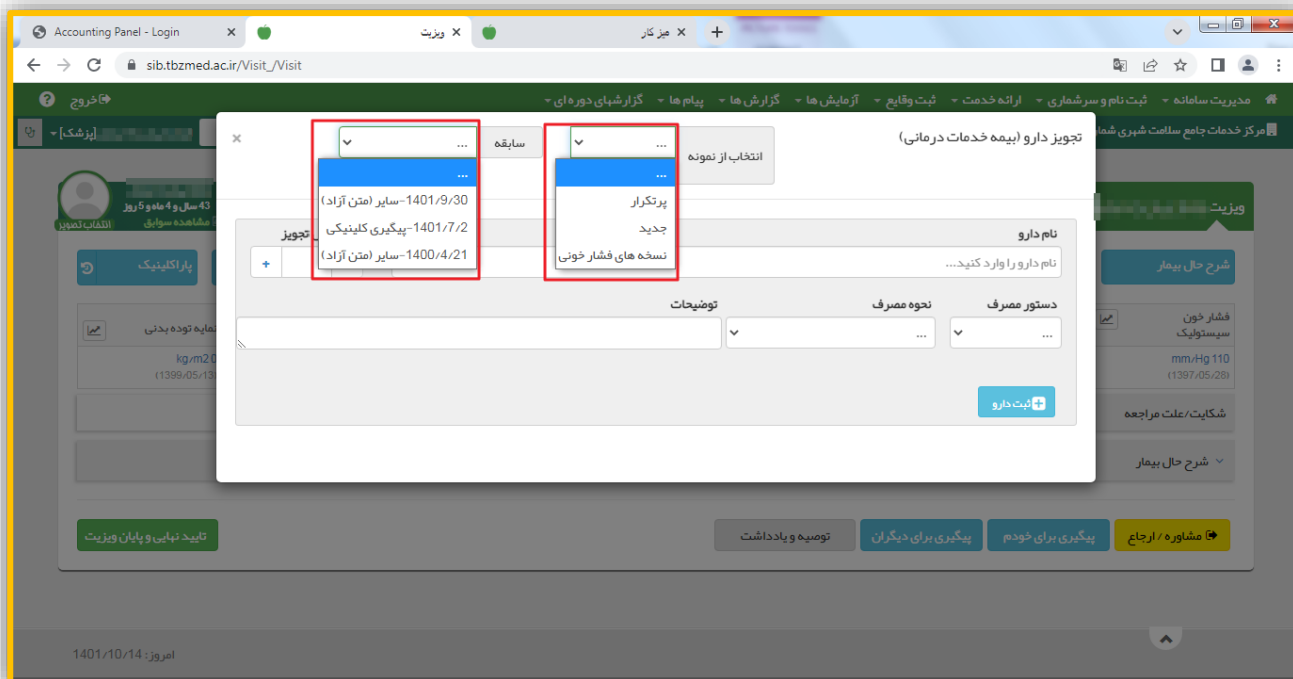 Accounting Panel - Login
ویزیت
میز کار
sib.tbzmed.ac.ir/Visit_/Visit
مدیریت سامانه
ثبت نام و سرشماری
ارائه خدمت
ثبت وقایع
آزمایش ها
گزارش ها
پیام ها
گزارشهای دوره ای
خروج
مرکز خدمات جامع سلامت شهری
[پزشک]
تجویز دارو (بیمه خدمات درمانی)
انتخاب از نمونه
...
...
پرتکرار
جدید
نسخه های فشار خونی
سابقه
...
...
1401/9/30-سایر (متن آزاد)
1401/7/2-پیگیری کلینیکی
1400/4/21-سایر (متن آزاد)
×
ویزیت
43 سال و 4 ماه و 5 روز
مشاهده سوابق
انتخاب تصویر
نام دارو
تجویز
نام دارو را وارد کنید...
+
دستور مصرف
نحوه مصرف
توضیحات
...
...
ثبت دارو
شرح حال بیمار
پاراکلینیک
فشار خون
سیستولیک
نمایه توده بدنی
mm/Hg 110
(1397/05/28)
kg/m2 0
شکایت/علت مراجعه
شرح حال بیمار
مشاوره / ارجاع
پیگیری برای خودم
پیگیری برای دیگران
توصیه و یادداشت
تایید نهایی و پایان ویزیت
امروز: 1401/10/14